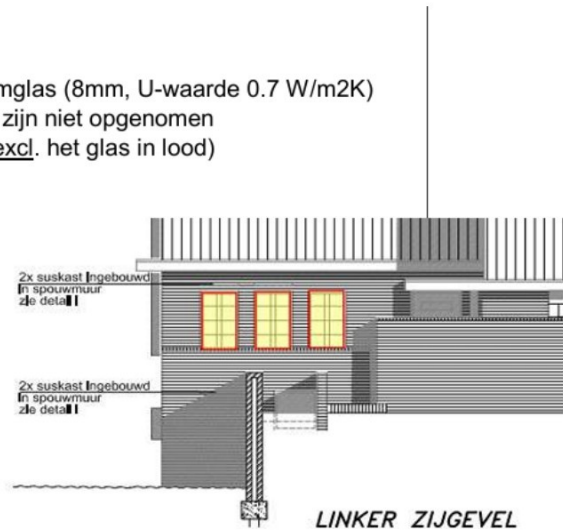 mglas (8mm, U-waarde 0.7 W/m2K)
zijn niet opgenomen
excl. het glas in lood)
2x suskast Ingebouwd
In spouwmuur
zie detail I
2x suskast Ingebouwd
In spouwmuur
zie detail I
LINKER ZIJGEVEL